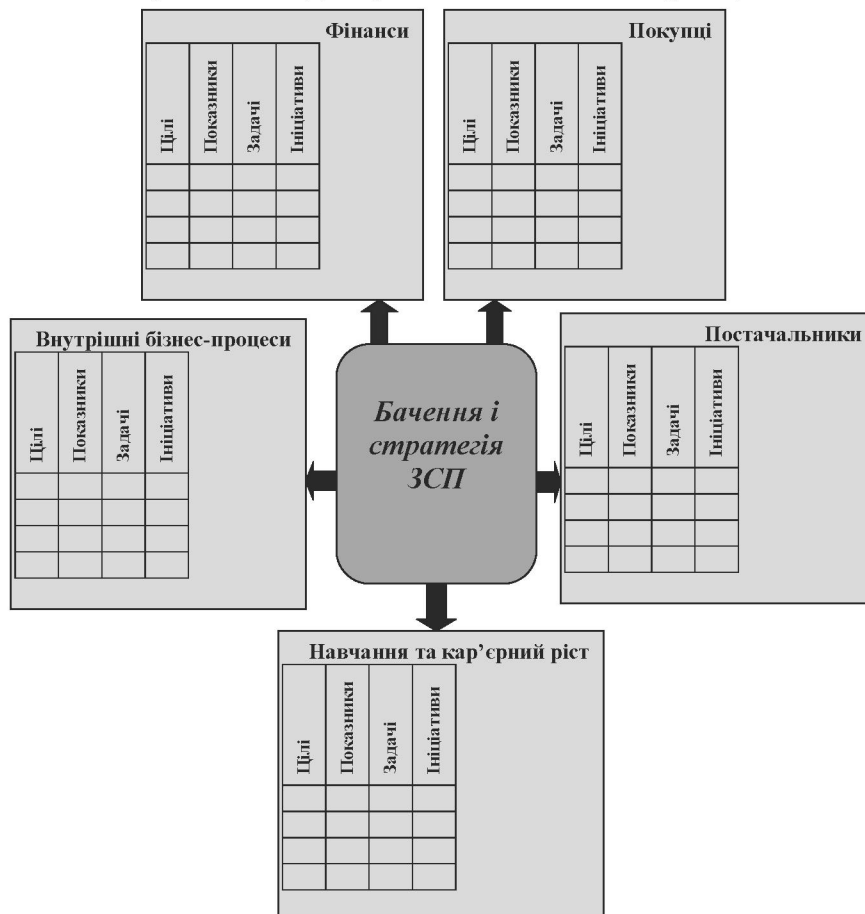 Фінанси
Цілі
Показники
Задачі
Ініціативи
Покупці
Цілі
Показники
Задачі
Ініціативи
Внутрішні бізнес-процеси
Цілі
Показники
Задачі
Ініціативи
Бачення і
стратегія
ЗСП
Постачальники
Цілі
Показники
Задачі
Ініціативи
Навчання та кар’єрний ріст
Цілі
Показники
Задачі
Ініціативи